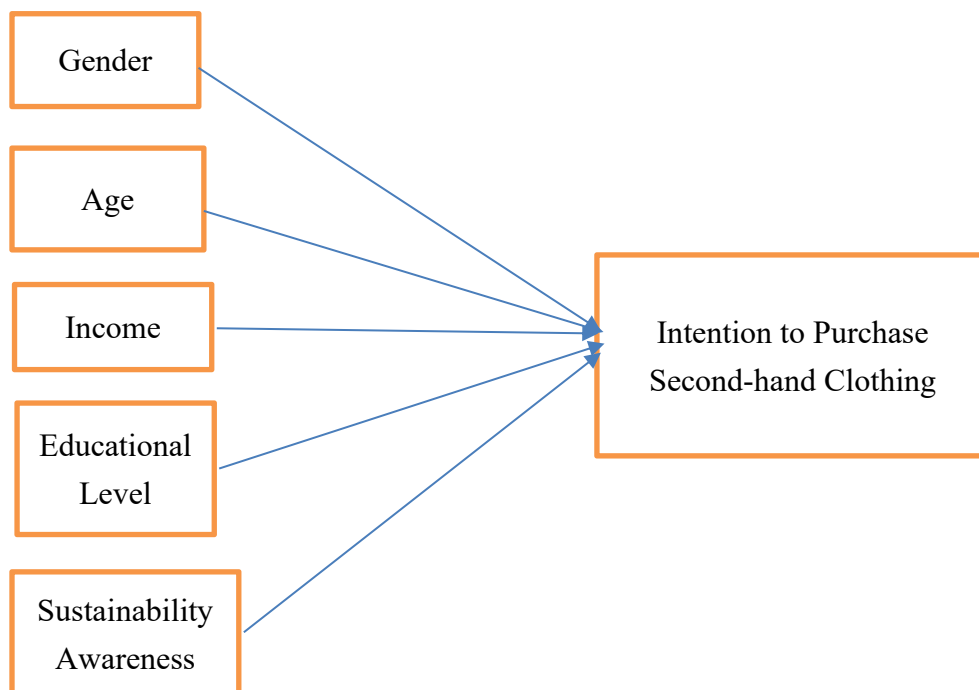 Gender
Age
Income
Educational
Level
Sustainability
Awareness
Intention to Purchase
Second-hand Clothing